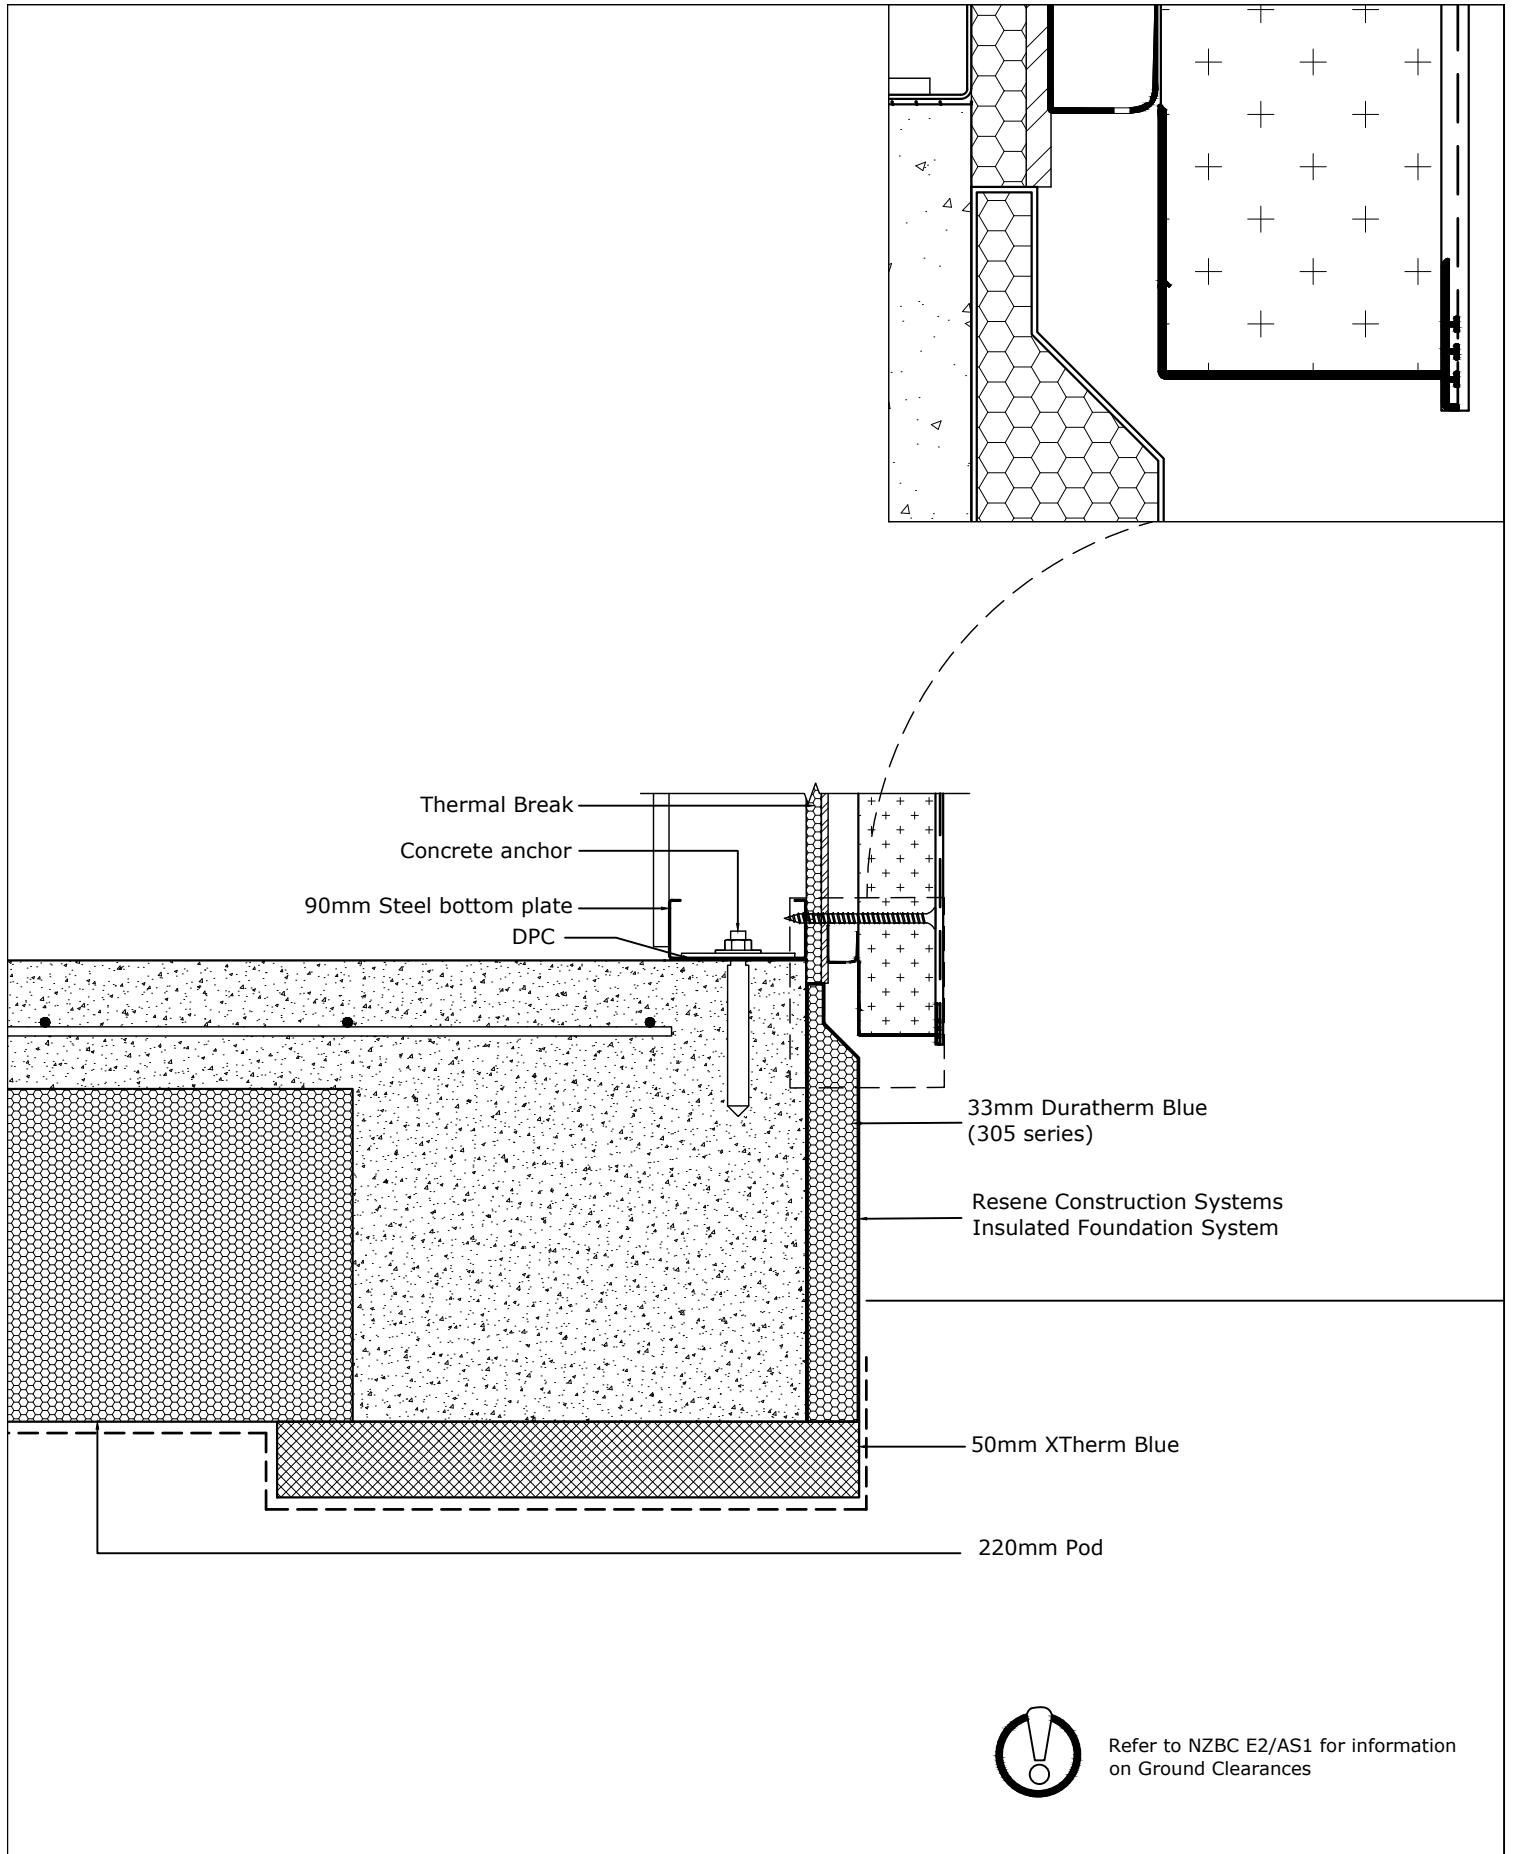 Thermal Break
Concrete anchor
90mm Steel bottom plate
DPC
33mm Duratherm Blue
(305 series)
Resene Construction Systems
Insulated Foundation System
50mm XTherm Blue
220mm Pod
Refer to NZBC E2/AS1 for information
on Ground Clearances